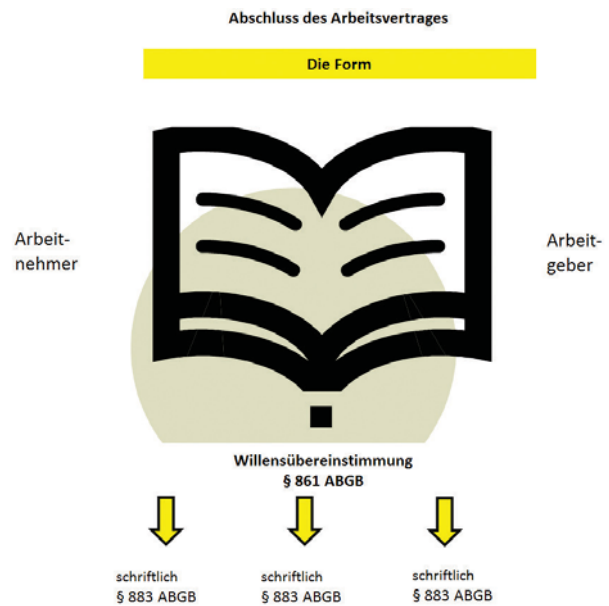 Abschluss des Arbeitsvertrages
Die Form
Arbeit-
nehmer
Arbeit-
geber
Willensübereinstimmung
§ 861 ABGB
schriftlich
§ 883 ABGB
schriftlich
§ 883 ABGB
schriftlich
§ 883 ABGB